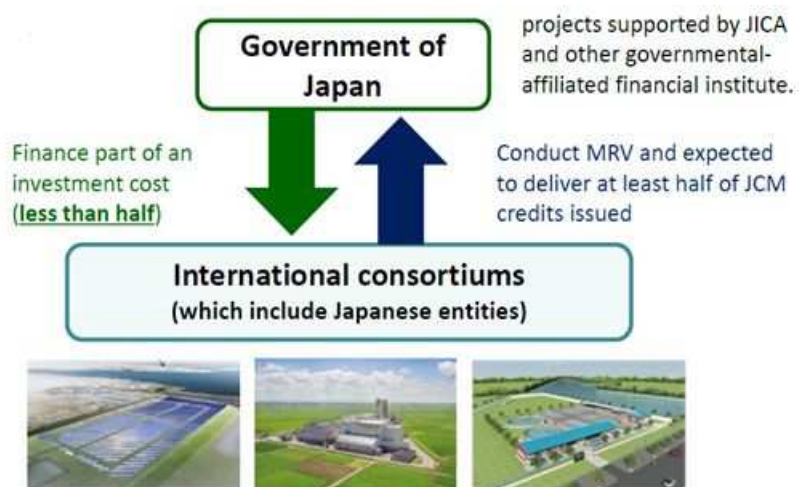 Government of
Japan
projects supported by JICA
and other governmental-
affiliated financial institute.
Finance part of an
investment cost
(less than half)
Conduct MRV and expected
to deliver at least half of JCM
credits issued
International consortiums
(which include Japanese entities)